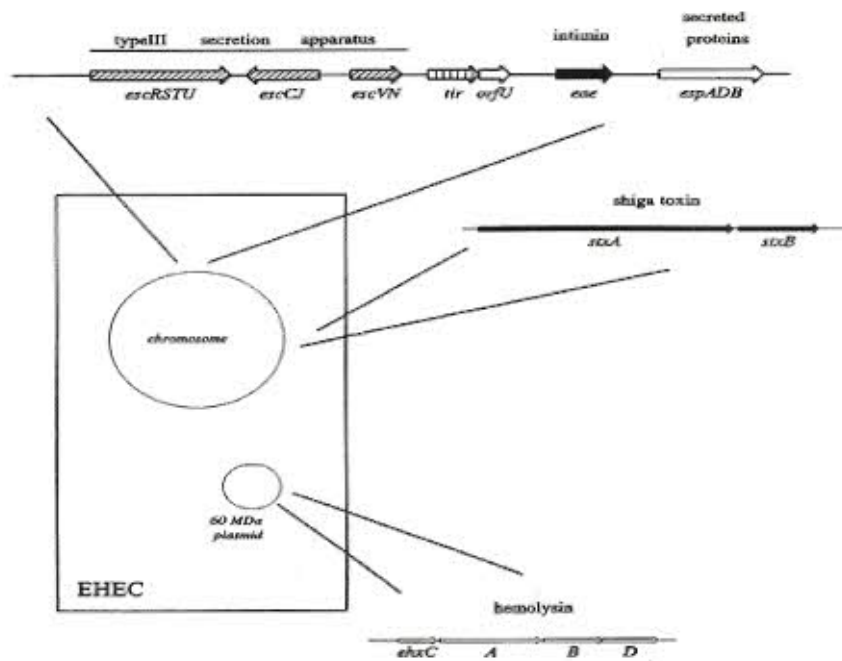 secreted
typeIII secretion apparatus intimin proteins
escRSTU escCJ escVN tir orfU eae espADB
shiga toxin
stxA stxB
chromosome
60 MDa
plasmid
EHEC
hemolysin
ehxC A B D